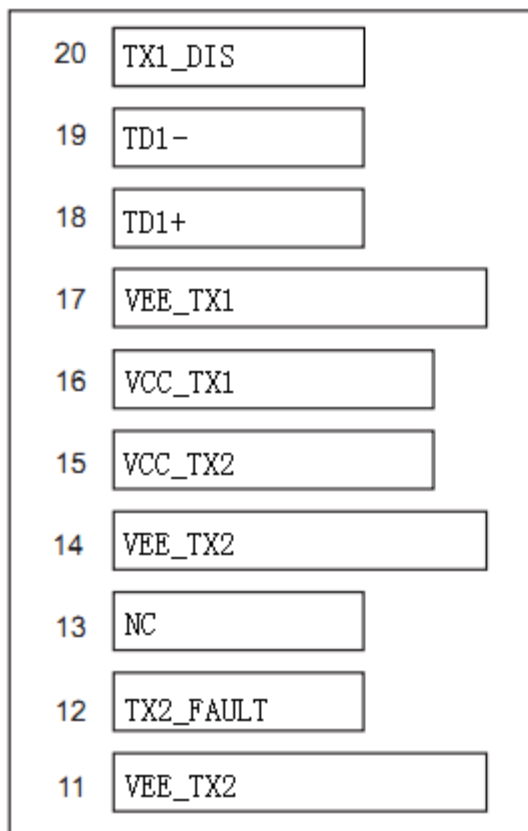 20 TX1_DIS
19 TD1-
18 TD1+
17 VEE_TX1
16 VCC_TX1
15 VCC_TX2
14 VEE_TX2
13 NC
12 TX2_FAULT
11 VEE_TX2